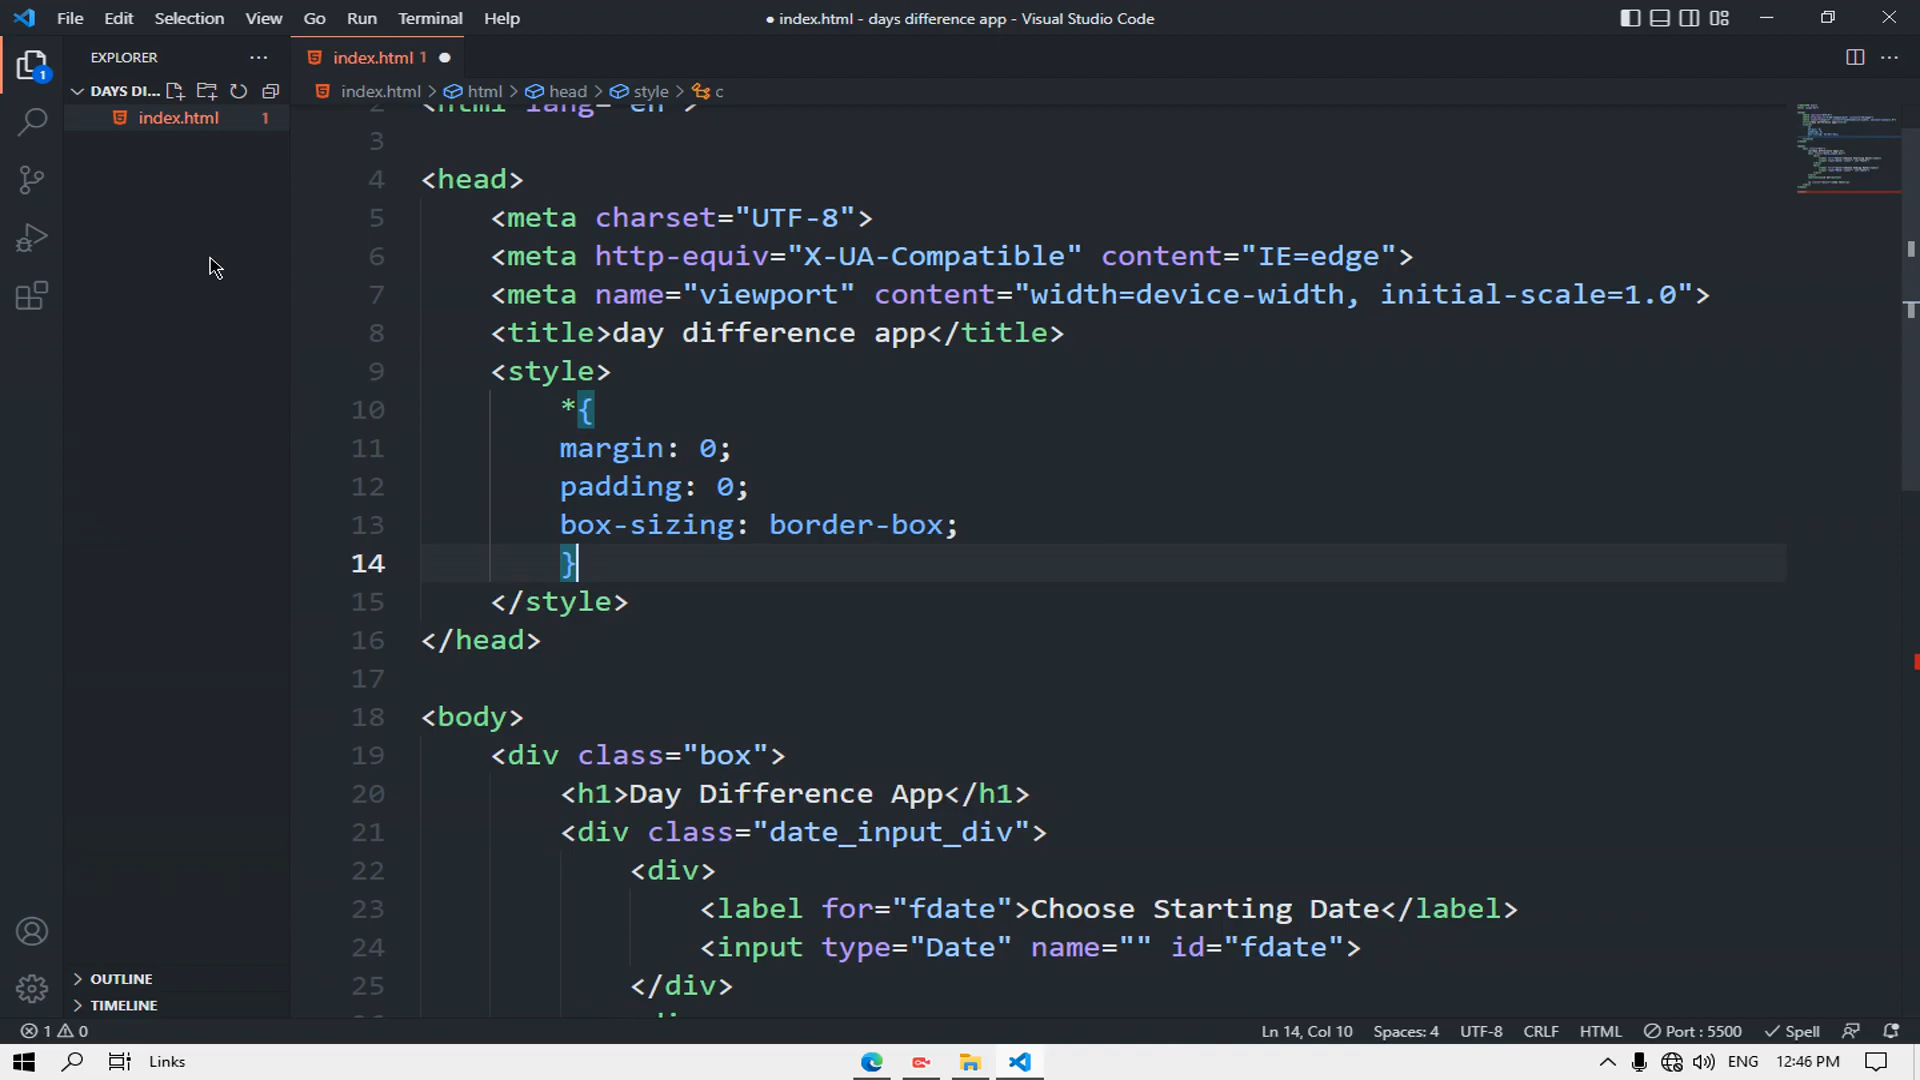 File Edit Selection View Go Run Terminal Help
● index.html - days difference app - Visual Studio Code
EXPLORER
index.html 1
1
DAYS DI...
index.html > html > head > style > c
index.html 1
2 <html lang="en">
3
4 <head>
5 <meta charset="UTF-8">
6 <meta http-equiv="X-UA-Compatible" content="IE=edge">
7 <meta name="viewport" content="width=device-width, initial-scale=1.0">
8 <title>day difference app</title>
9 <style>
10 *{
11 margin: 0;
12 padding: 0;
13 box-sizing: border-box;
14 }
15 </style>
16 </head>
17
18 <body>
19 <div class="box">
20 <h1>Day Difference App</h1>
21 <div class="date_input_div">
22 <div>
23 <label for="fdate">Choose Starting Date</label>
24 <input type="Date" name="" id="fdate">
25 </div>
OUTLINE
TIMELINE
1 0
Ln 14, Col 10 Spaces: 4 UTF-8 CRLF HTML Port : 5500 Spell
Links
ENG 12:46 PM